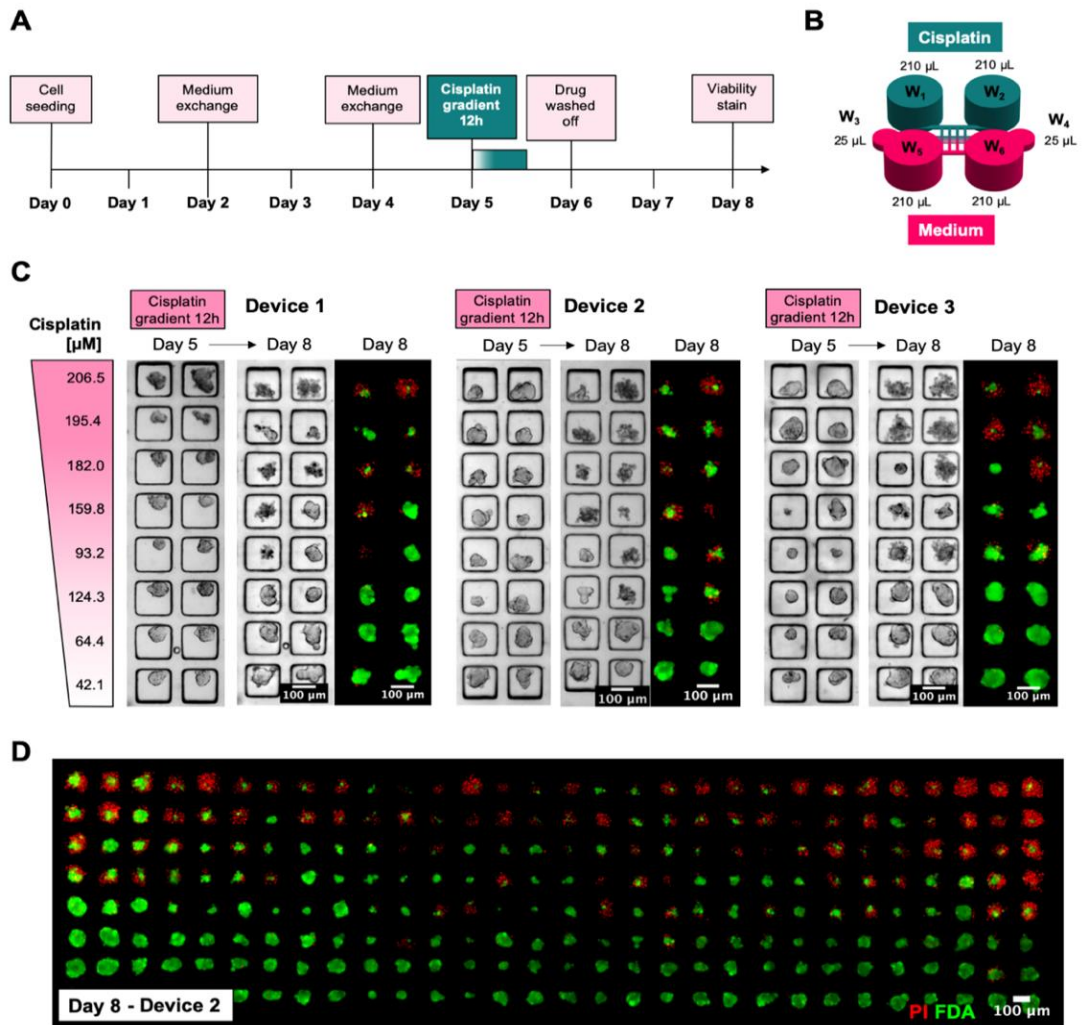 A
Cell
seeding
Medium
exchange
Medium
exchange
Cisplatin
gradient
12h
Drug
washed
off
Viability
stain
Day 0
Day 1
Day 2
Day 3
Day 4
Day 5
Day 6
Day 7
Day 8
B
Cisplatin
210 µL
210 µL
W1
W2
W3
25 µL
W4
25 µL
W5
W6
210 µL
210 µL
Medium
C
Cisplatin
[µM]
206.5
195.4
182.0
159.8
93.2
124.3
64.4
42.1
Cisplatin
gradient 12h
Device 1
Day 5
Day 8
Day 8
100 µm
100 µm
Cisplatin
gradient 12h
Device 2
Day 5
Day 8
Day 8
100 µm
100 µm
Cisplatin
gradient 12h
Device 3
Day 5
Day 8
Day 8
100 µm
100 µm
D
Day 8 - Device 2
PI FDA
100 µm